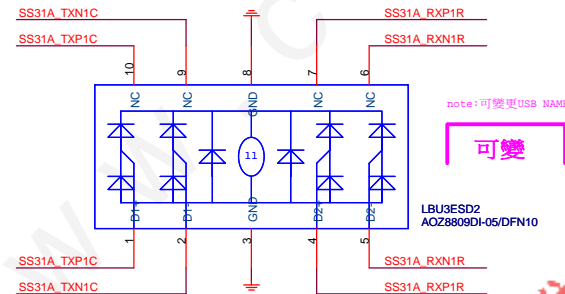 SS31A_TXN1C
SS31A_RXP1R
SS31A_TXP1C
SS31A_RXN1R
10
9
8
7
6
NC
NC
GND
NC
NC
note:可變更USB NAME
可變
11
LBU3ESD2
AOZ8809DI-05/DFN10
D1+
D1-
GND
D2+
D2-
1
2
3
4
5
SS31A_TXP1C
SS31A_RXN1R
SS31A_TXN1C
SS31A_RXP1R